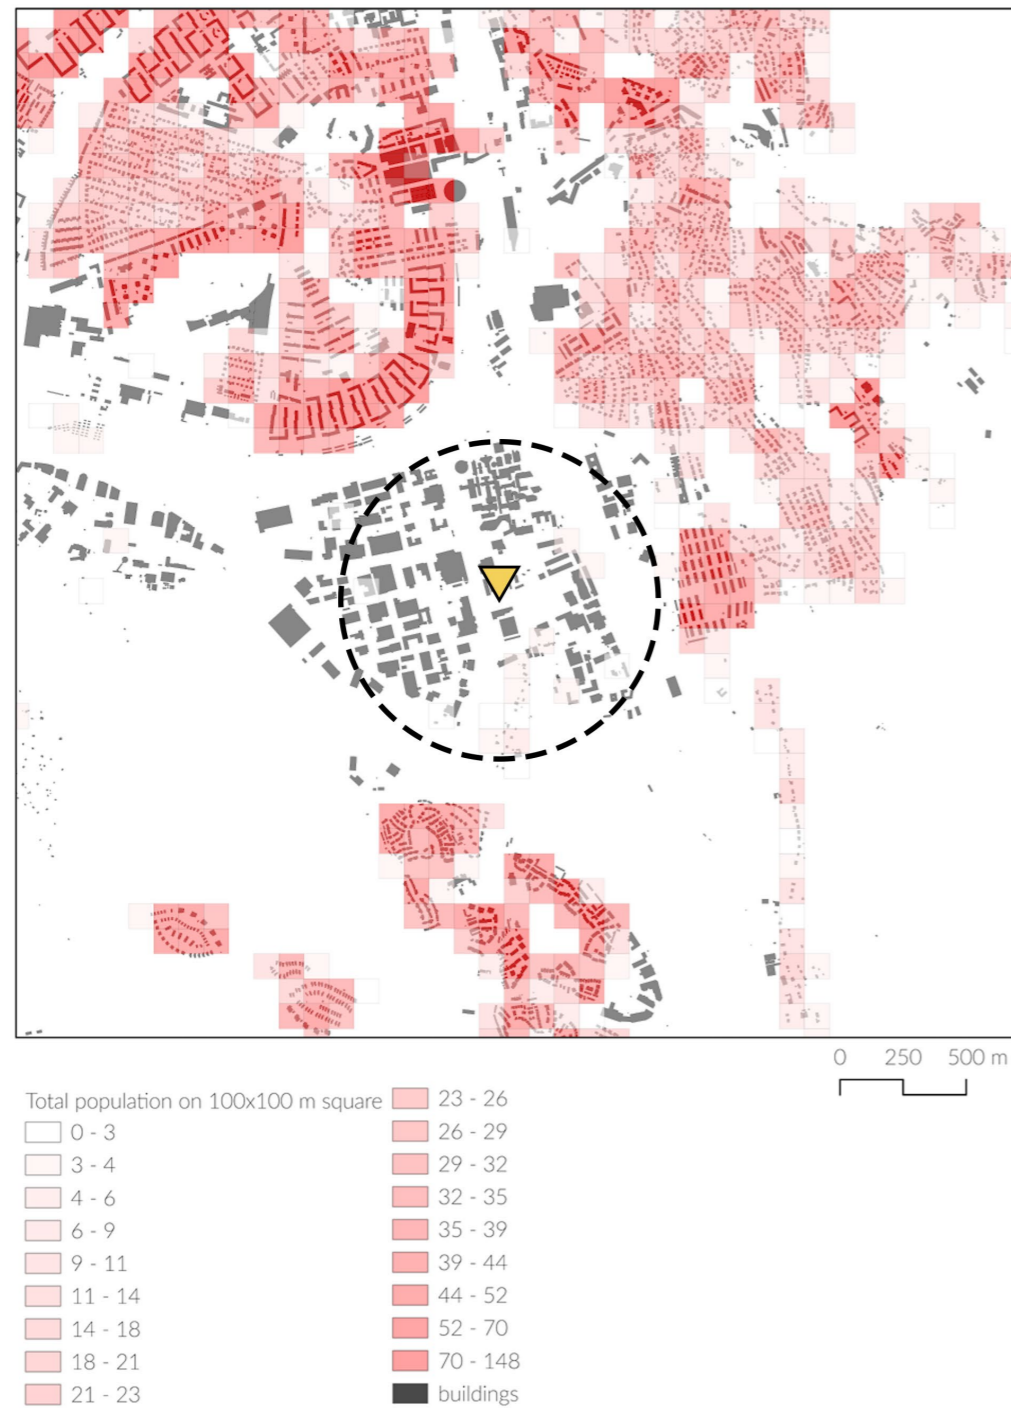 0 250 500 m
Total population on 100x100 m square
0 - 3
3 - 4
4 - 6
6 - 9
9 - 11
11 - 14
14 - 18
18 - 21
21 - 23
23 - 26
26 - 29
29 - 32
32 - 35
35 - 39
39 - 44
44 - 52
52 - 70
70 - 148
buildings